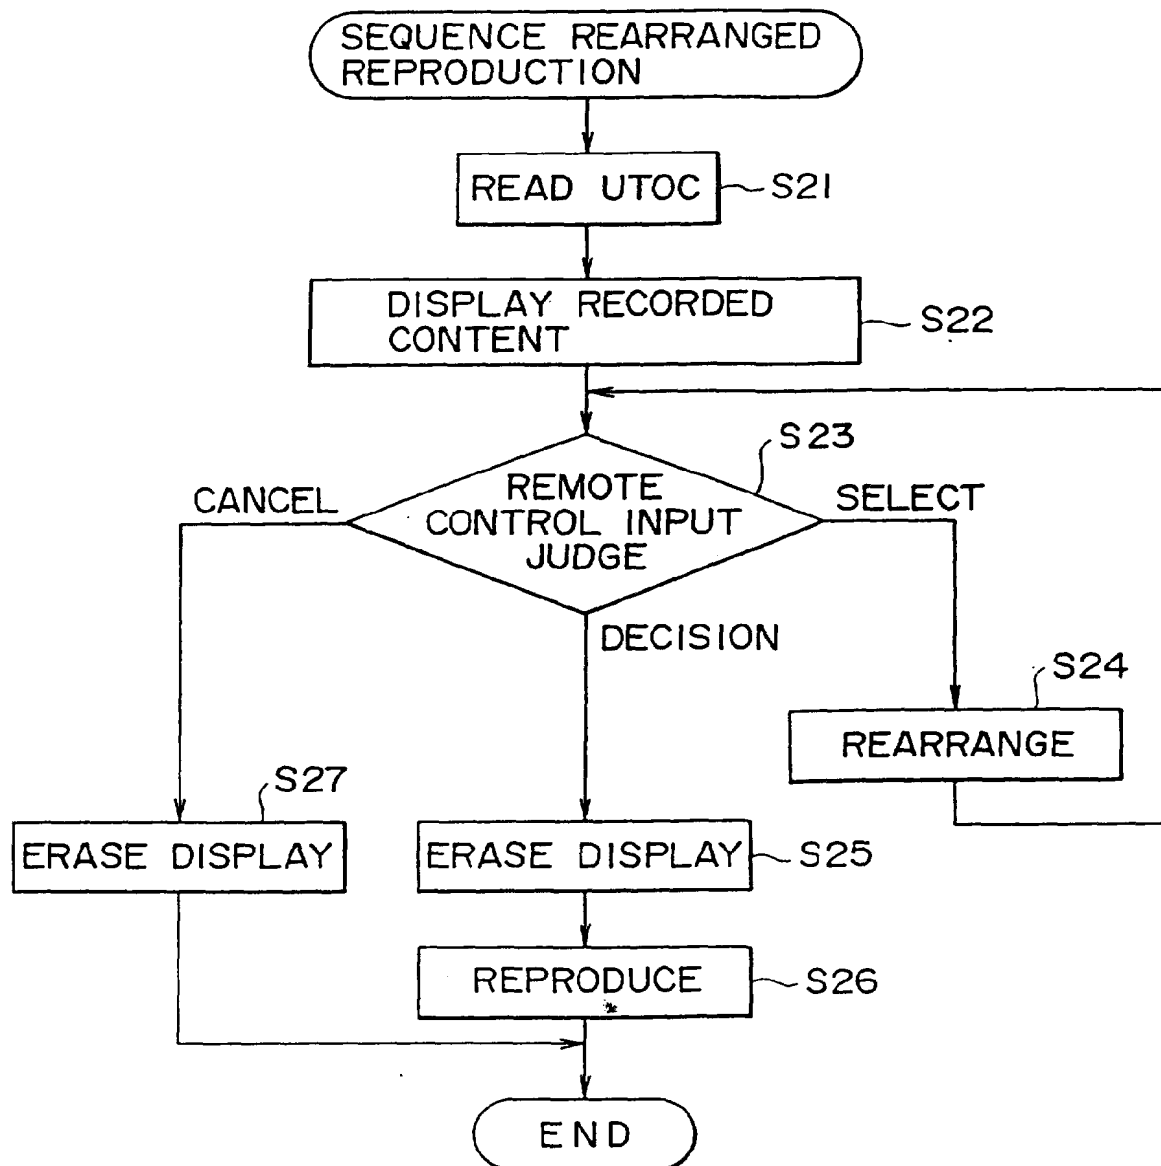 SEQUENCE REARRANGED
REPRODUCTION
READ UTOC
S21
DISPLAY RECORDED
CONTENT
S22
S23
CANCEL
REMOTE
CONTROL INPUT
JUDGE
SELECT
DECISION
S24
REARRANGE
S27
ERASE DISPLAY
ERASE DISPLAY
S25
REPRODUCE
S26
END